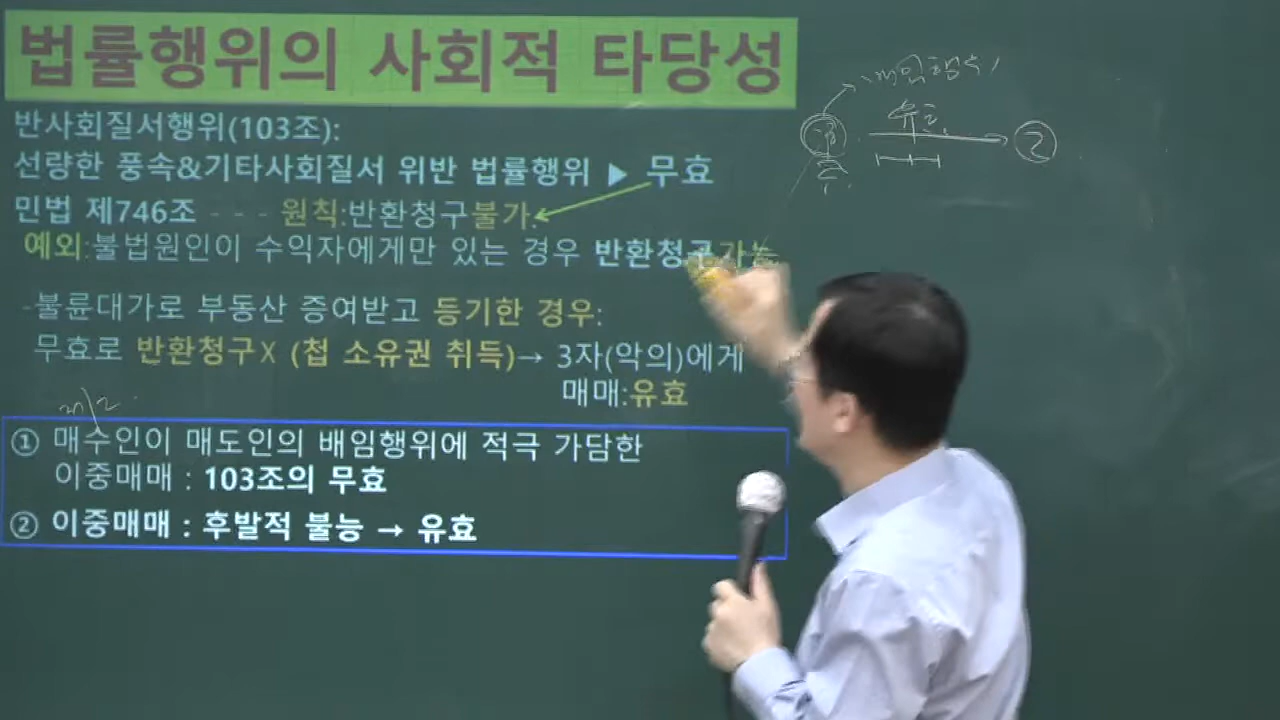 법률행위의 사회적 타당성
반사회질서행위(103조):
선량한 풍속&기타사회질서 위반 법률행위 ▶ 무효
민법 제746조 - - - 원칙:반환청구불가.
예외:불법원인이 수익자에게만 있는 경우 반환청구가능
-불륜대가로 부동산 증여받고 등기한 경우:
무효로 반환청구X (첩 소유권 취득)→ 3자(악의)에게
매매:유효
① 매수인이 매도인의 배임행위에 적극 가담한
이중매매 : 103조의 무효
② 이중매매 : 후발적 불능 → 유효
유효
2